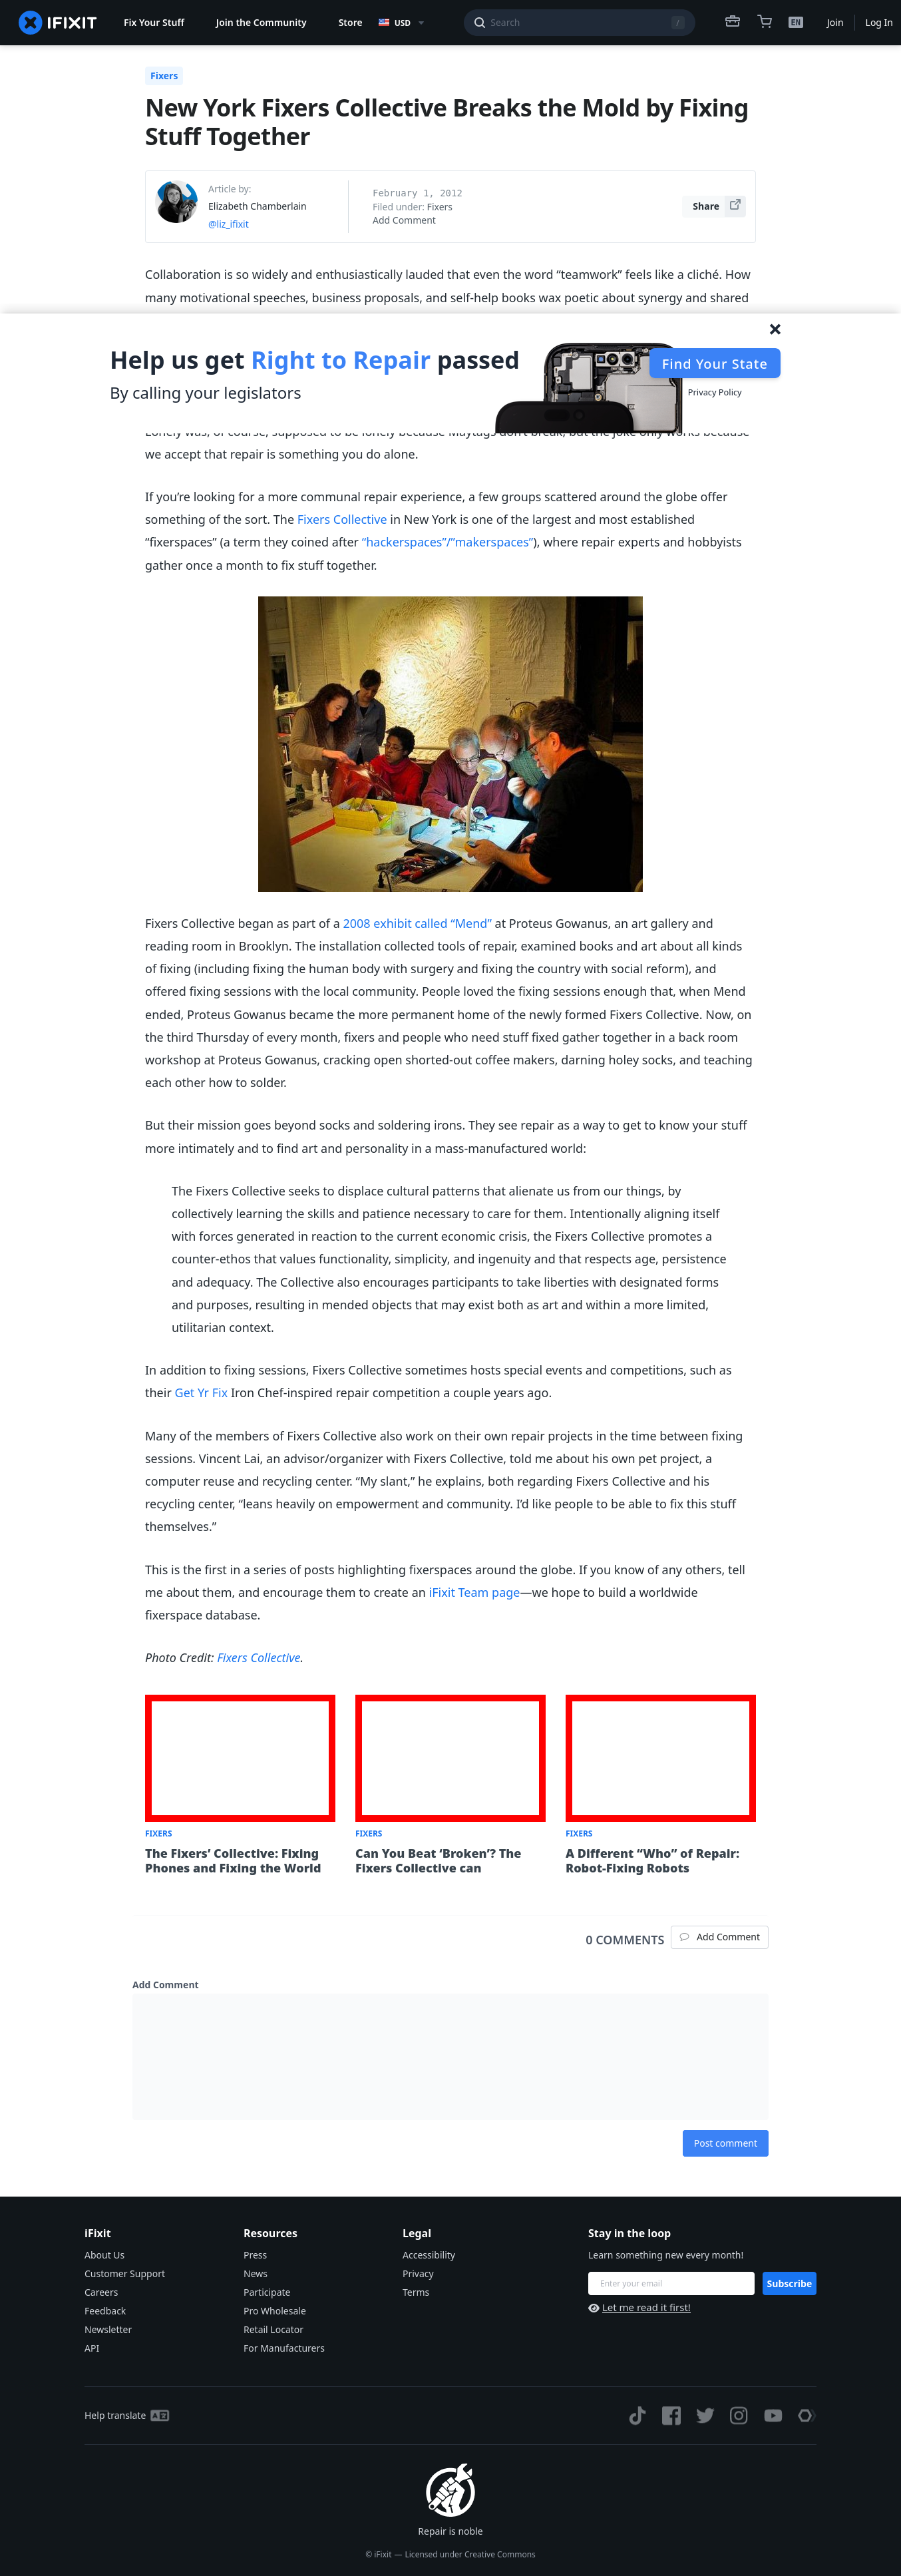 IFIXIT
Fix Your Stuff
Join the Community
Store
USD
Search
/
EN
Join
Log In
Fixers
New York Fixers Collective Breaks the Mold by Fixing
Stuff Together
Article by:
Elizabeth Chamberlain
@liz_ifixit
February 1, 2012
Filed under: Fixers
Add Comment
Share
Collaboration is so widely and enthusiastically lauded that even the word “teamwork” feels like a cliché. How
many motivational speeches, business proposals, and self-help books wax poetic about synergy and shared
Help us get Right to Repair passed
By calling your legislators
Find Your State
Privacy Policy
Lonely was, of course, supposed to be lonely because Maytags don’t break, but the joke only works because
we accept that repair is something you do alone.
If you’re looking for a more communal repair experience, a few groups scattered around the globe offer
something of the sort. The Fixers Collective in New York is one of the largest and most established
“fixerspaces” (a term they coined after “hackerspaces”/”makerspaces”), where repair experts and hobbyists
gather once a month to fix stuff together.
Fixers Collective began as part of a 2008 exhibit called “Mend” at Proteus Gowanus, an art gallery and
reading room in Brooklyn. The installation collected tools of repair, examined books and art about all kinds
of fixing (including fixing the human body with surgery and fixing the country with social reform), and
offered fixing sessions with the local community. People loved the fixing sessions enough that, when Mend
ended, Proteus Gowanus became the more permanent home of the newly formed Fixers Collective. Now, on
the third Thursday of every month, fixers and people who need stuff fixed gather together in a back room
workshop at Proteus Gowanus, cracking open shorted-out coffee makers, darning holey socks, and teaching
each other how to solder.
But their mission goes beyond socks and soldering irons. They see repair as a way to get to know your stuff
more intimately and to find art and personality in a mass-manufactured world:
The Fixers Collective seeks to displace cultural patterns that alienate us from our things, by
collectively learning the skills and patience necessary to care for them. Intentionally aligning itself
with forces generated in reaction to the current economic crisis, the Fixers Collective promotes a
counter-ethos that values functionality, simplicity, and ingenuity and that respects age, persistence
and adequacy. The Collective also encourages participants to take liberties with designated forms
and purposes, resulting in mended objects that may exist both as art and within a more limited,
utilitarian context.
In addition to fixing sessions, Fixers Collective sometimes hosts special events and competitions, such as
their Get Yr Fix Iron Chef-inspired repair competition a couple years ago.
Many of the members of Fixers Collective also work on their own repair projects in the time between fixing
sessions. Vincent Lai, an advisor/organizer with Fixers Collective, told me about his own pet project, a
computer reuse and recycling center. “My slant,” he explains, both regarding Fixers Collective and his
recycling center, “leans heavily on empowerment and community. I’d like people to be able to fix this stuff
themselves.”
This is the first in a series of posts highlighting fixerspaces around the globe. If you know of any others, tell
me about them, and encourage them to create an iFixit Team page—we hope to build a worldwide
fixerspace database.
Photo Credit: Fixers Collective.
FIXERS
The Fixers’ Collective: Fixing
Phones and Fixing the World
FIXERS
Can You Beat ‘Broken’? The
Fixers Collective can
FIXERS
A Different “Who” of Repair:
Robot-Fixing Robots
0 COMMENTS
Add Comment
Add Comment
Post comment
iFixit
About Us
Customer Support
Careers
Feedback
Newsletter
API
Resources
Press
News
Participate
Pro Wholesale
Retail Locator
For Manufacturers
Legal
Accessibility
Privacy
Terms
Stay in the loop
Learn something new every month!
Enter your email
Subscribe
Let me read it first!
Help translate
Repair is noble
© iFixit — Licensed under Creative Commons